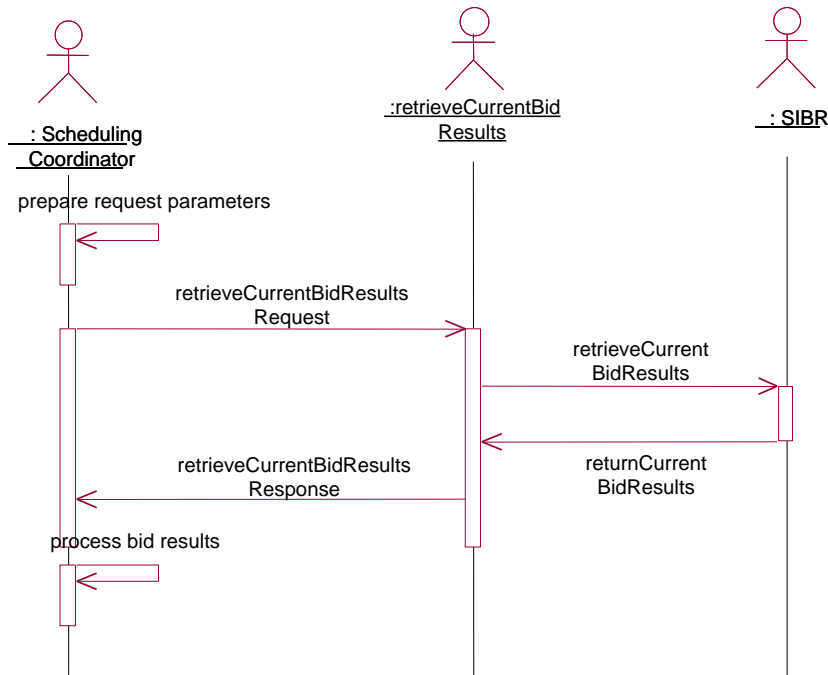 : Scheduling
Coordinator
:retrieveCurrentBid
Results
: SIBR
prepare request parameters
retrieveCurrentBidResults
Request
retrieveCurrent
BidResults
returnCurrent
BidResults
retrieveCurrentBidResults
Response
process bid results